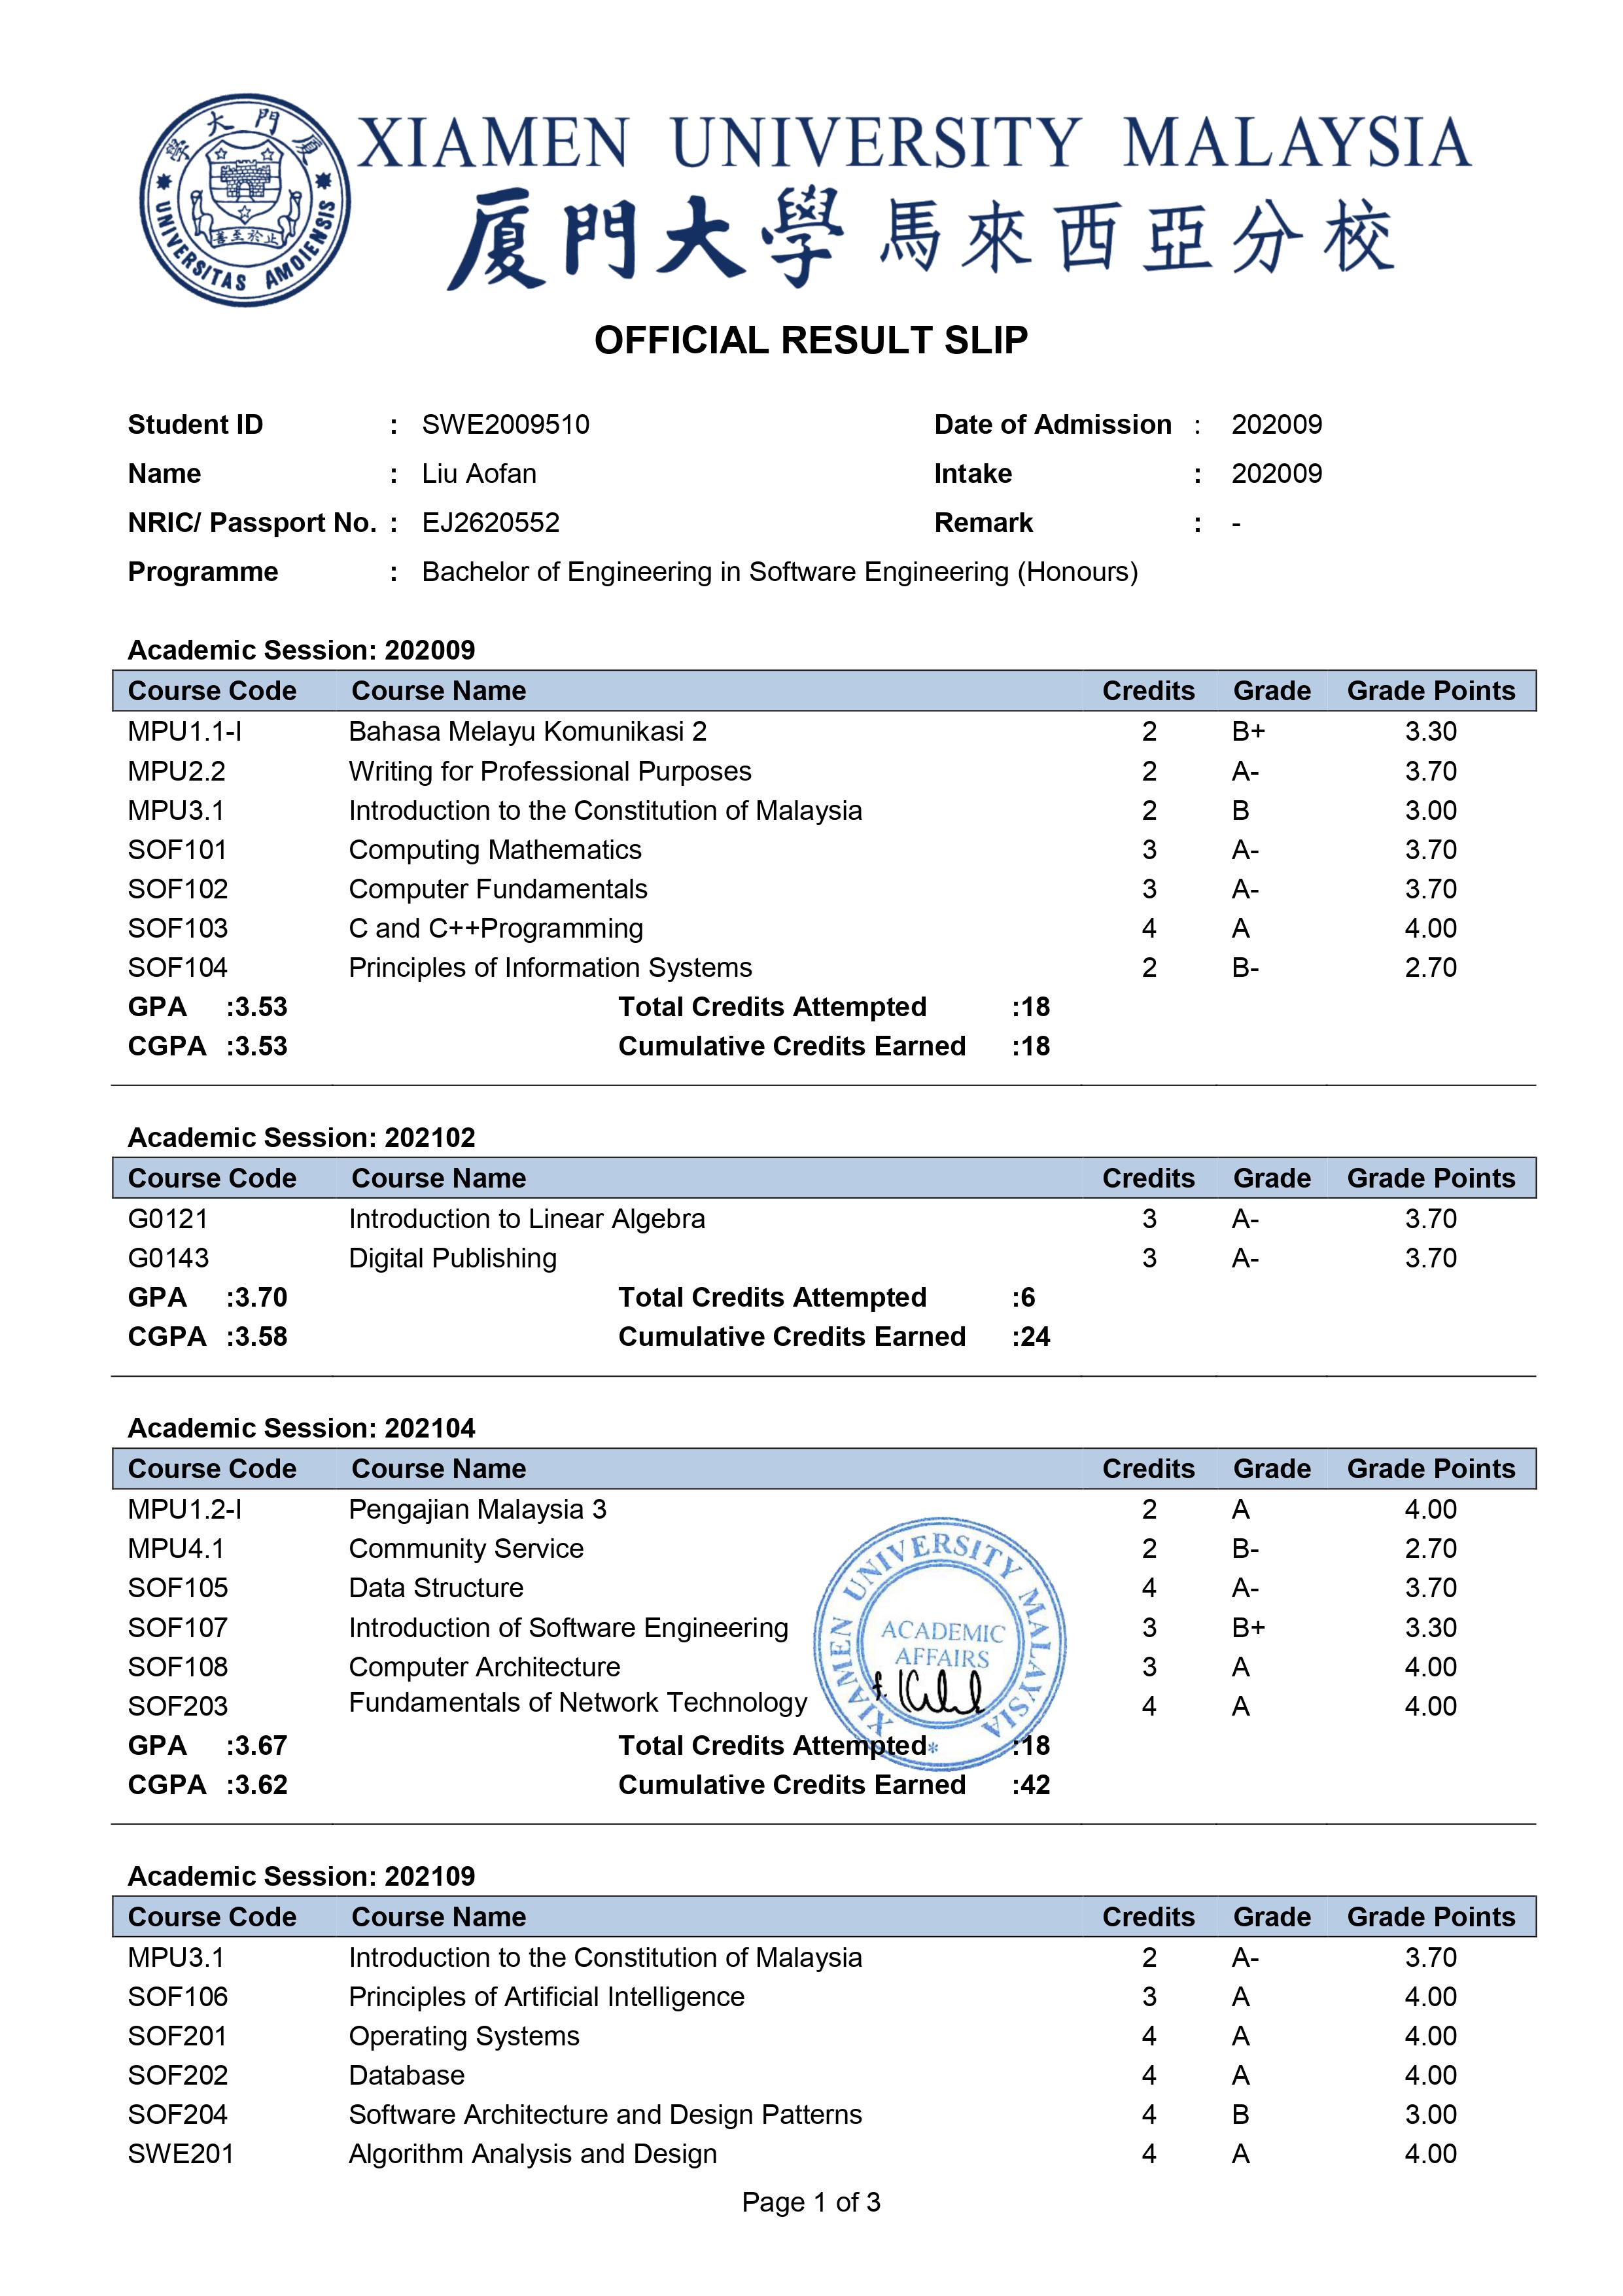 大門厦
學
UNIVERSITAS AMOIENSIS
止於至善
XIAMEN UNIVERSITY MALAYSIA
厦門大學 馬來西亞分校
OFFICIAL RESULT SLIP
Student ID : SWE2009510 Date of Admission : 202009
Name : Liu Aofan Intake : 202009
NRIC/ Passport No. : EJ2620552 Remark : -
Programme : Bachelor of Engineering in Software Engineering (Honours)
Academic Session: 202009
Course Code Course Name Credits Grade Grade Points
MPU1.1-I Bahasa Melayu Komunikasi 2 2 B+ 3.30
MPU2.2 Writing for Professional Purposes 2 A- 3.70
MPU3.1 Introduction to the Constitution of Malaysia 2 B 3.00
SOF101 Computing Mathematics 3 A- 3.70
SOF102 Computer Fundamentals 3 A- 3.70
SOF103 C and C++Programming 4 A 4.00
SOF104 Principles of Information Systems 2 B- 2.70
GPA :3.53 Total Credits Attempted :18
CGPA :3.53 Cumulative Credits Earned :18
Academic Session: 202102
Course Code Course Name Credits Grade Grade Points
G0121 Introduction to Linear Algebra 3 A- 3.70
G0143 Digital Publishing 3 A- 3.70
GPA :3.70 Total Credits Attempted :6
CGPA :3.58 Cumulative Credits Earned :24
Academic Session: 202104
Course Code Course Name Credits Grade Grade Points
MPU1.2-I Pengajian Malaysia 3 2 A 4.00
MPU4.1 Community Service 2 B- 2.70
SOF105 Data Structure 4 A- 3.70
SOF107 Introduction of Software Engineering 3 B+ 3.30
SOF108 Computer Architecture 3 A 4.00
SOF203 Fundamentals of Network Technology 4 A 4.00
GPA :3.67 Total Credits Attempted :18
CGPA :3.62 Cumulative Credits Earned :42
XIAMEN UNIVERSITY MALAYSIA
ACADEMIC
AFFAIRS
Academic Session: 202109
Course Code Course Name Credits Grade Grade Points
MPU3.1 Introduction to the Constitution of Malaysia 2 A- 3.70
SOF106 Principles of Artificial Intelligence 3 A 4.00
SOF201 Operating Systems 4 A 4.00
SOF202 Database 4 A 4.00
SOF204 Software Architecture and Design Patterns 4 B 3.00
SWE201 Algorithm Analysis and Design 4 A 4.00
Page 1 of 3